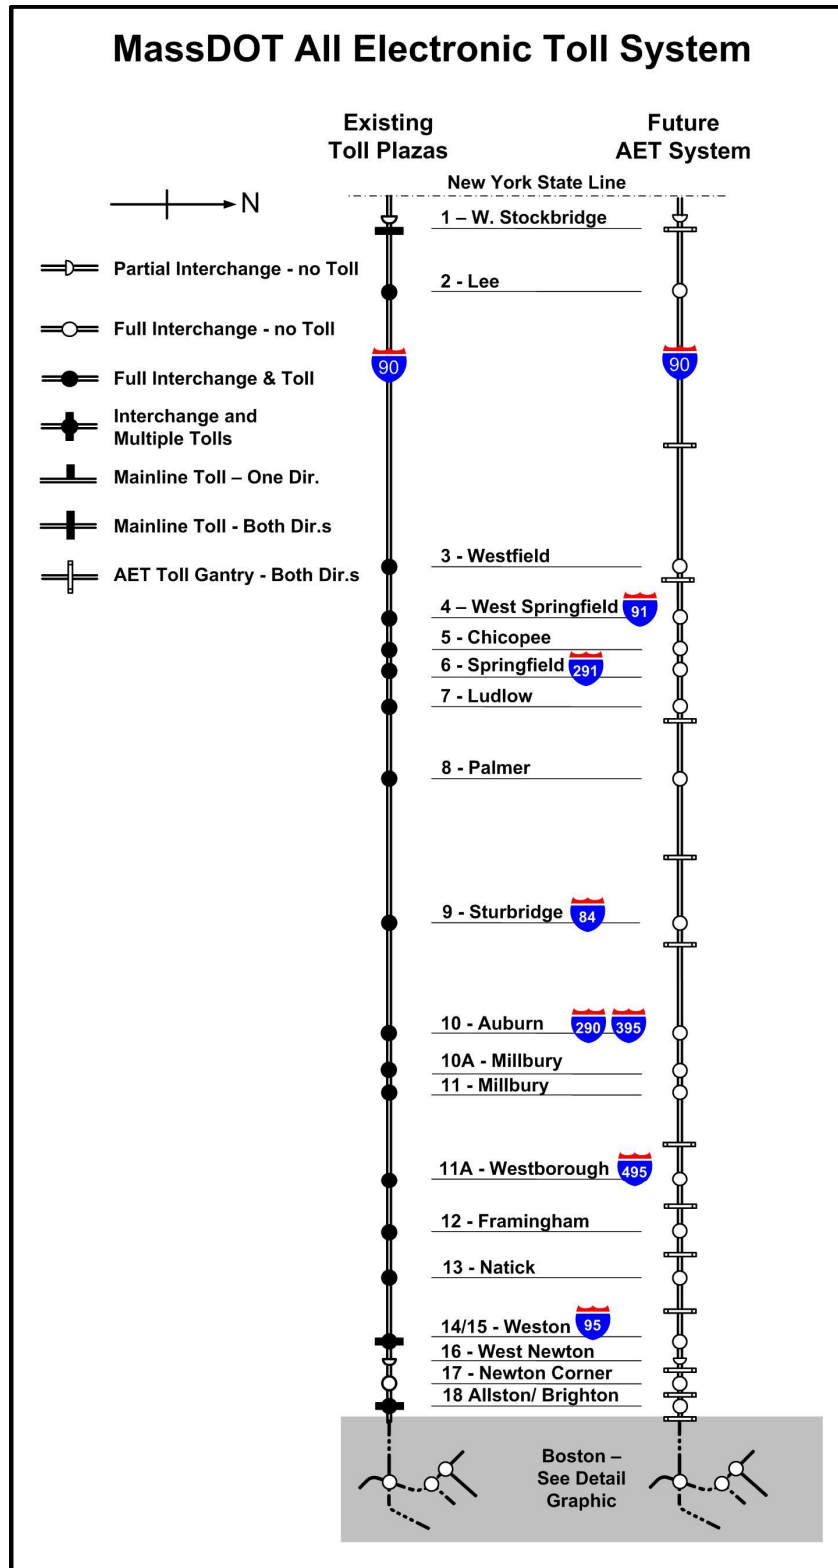 MassDOT All Electronic Toll System
Existing
Toll Plazas
Future
AET System
New York State Line
N
1 – W. Stockbridge
Partial Interchange - no Toll
2 - Lee
Full Interchange - no Toll
90
90
Full Interchange & Toll
Interchange and
Multiple Tolls
Mainline Toll – One Dir.
Mainline Toll - Both Dir.s
AET Toll Gantry - Both Dir.s
3 - Westfield
4 – West Springfield 91
5 - Chicopee
6 - Springfield 291
7 - Ludlow
8 - Palmer
9 - Sturbridge 84
10 - Auburn 290 395
10A - Millbury
11 - Millbury
11A - Westborough 495
12 - Framingham
13 - Natick
14/15 - Weston 95
16 - West Newton
17 - Newton Corner
18 Allston/ Brighton
Boston –
See Detail
Graphic